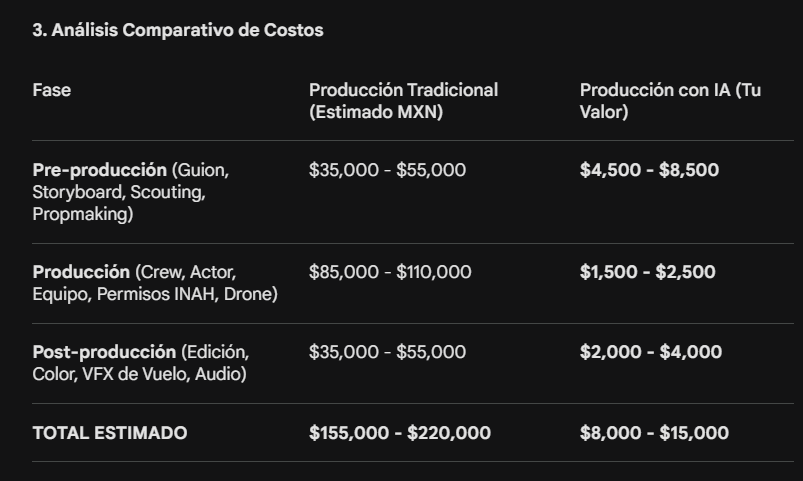 3. Análisis Comparativo de Costos
Fase
Producción Tradicional
(Estimado MXN)
Producción con IA (Tu
Valor)
Pre-producción (Guion,
Storyboard, Scouting,
Propmaking)
$35,000 - $55,000
$4,500 - $8,500
Producción (Crew, Actor,
Equipo, Permisos INAH, Drone)
$85,000 - $110,000
$1,500 - $2,500
Post-producción (Edición,
Color, VFX de Vuelo, Audio)
$35,000 - $55,000
$2,000 - $4,000
TOTAL ESTIMADO
$155,000 - $220,000
$8,000 - $15,000